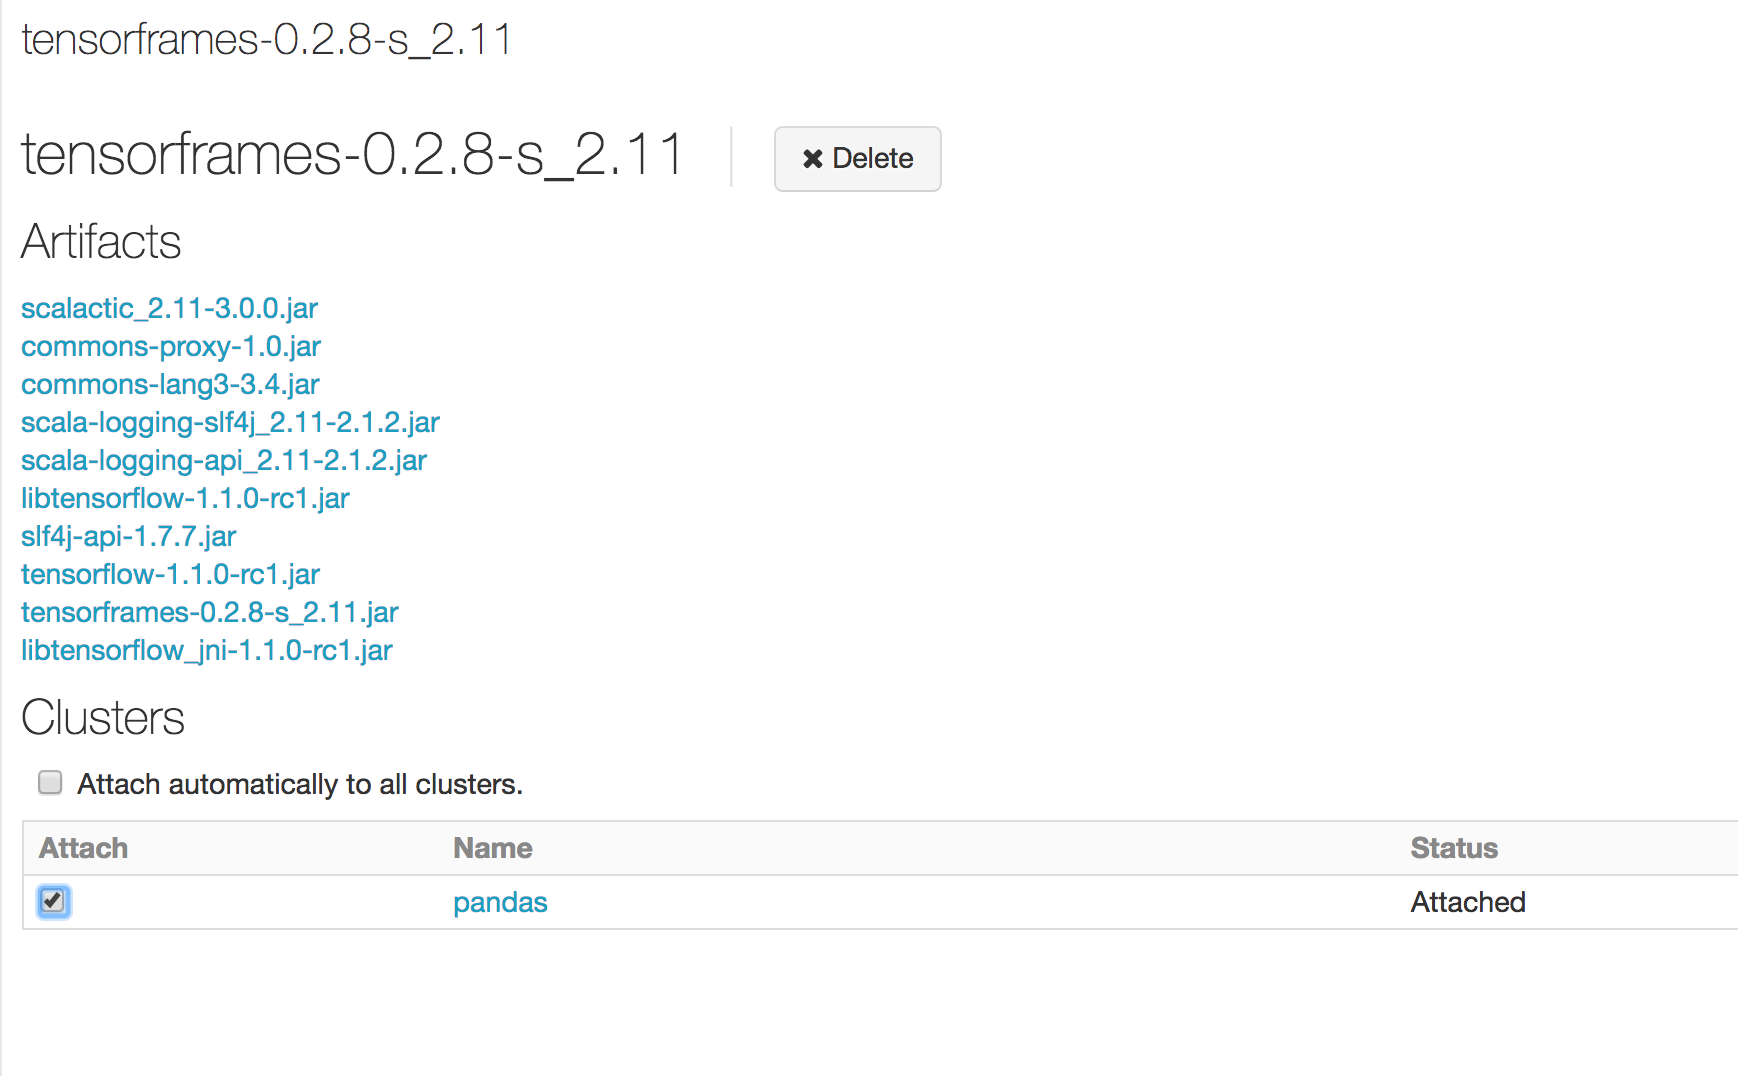 tensorframes-0.2.8-s_2.11
tensorframes-0.2.8-s_2.11
Delete
Artifacts
scalactic_2.11-3.0.0.jar
commons-proxy-1.0.jar
commons-lang3-3.4.jar
scala-logging-slf4j_2.11-2.1.2.jar
scala-logging-api_2.11-2.1.2.jar
libtensorflow-1.1.0-rc1.jar
slf4j-api-1.7.7.jar
tensorflow-1.1.0-rc1.jar
tensorframes-0.2.8-s_2.11.jar
libtensorflow_jni-1.1.0-rc1.jar
Clusters
Attach automatically to all clusters.
Attach Name Status
pandas Attached